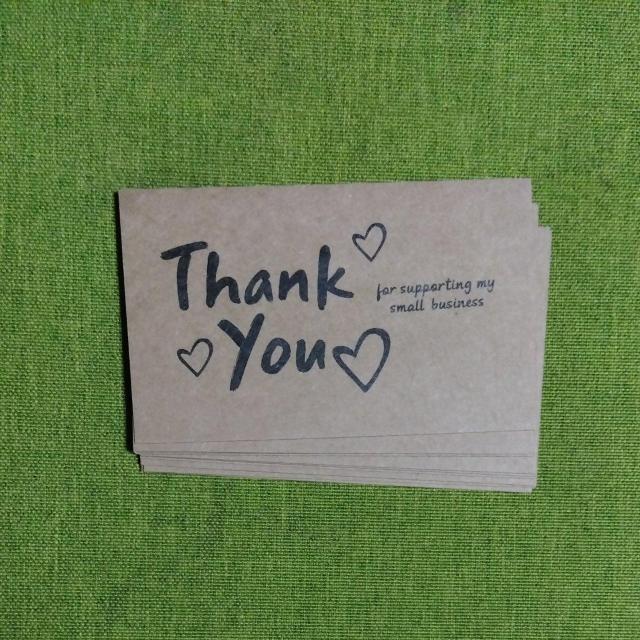 Thank
You
for supporting my
small business